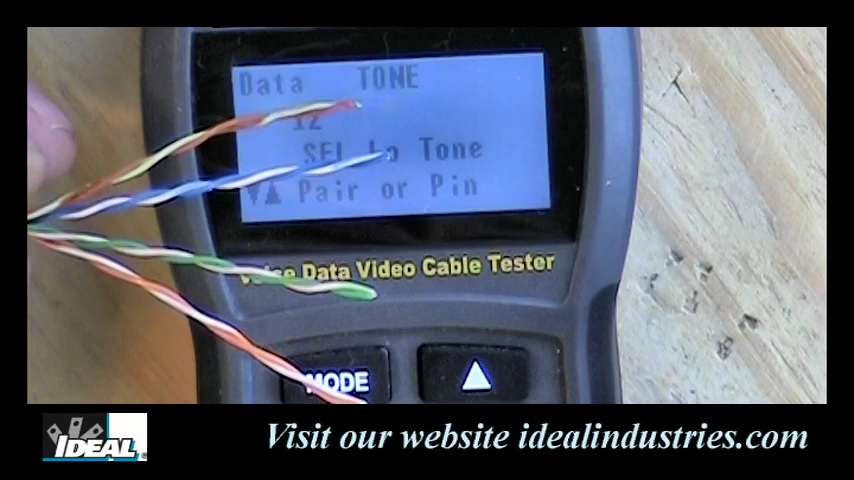 Data TONE
12
SEL to Tone
▼▲ Pair or Pin
Voice Data Video Cable Tester
MODE
IDEAL
Visit our website idealindustries.com